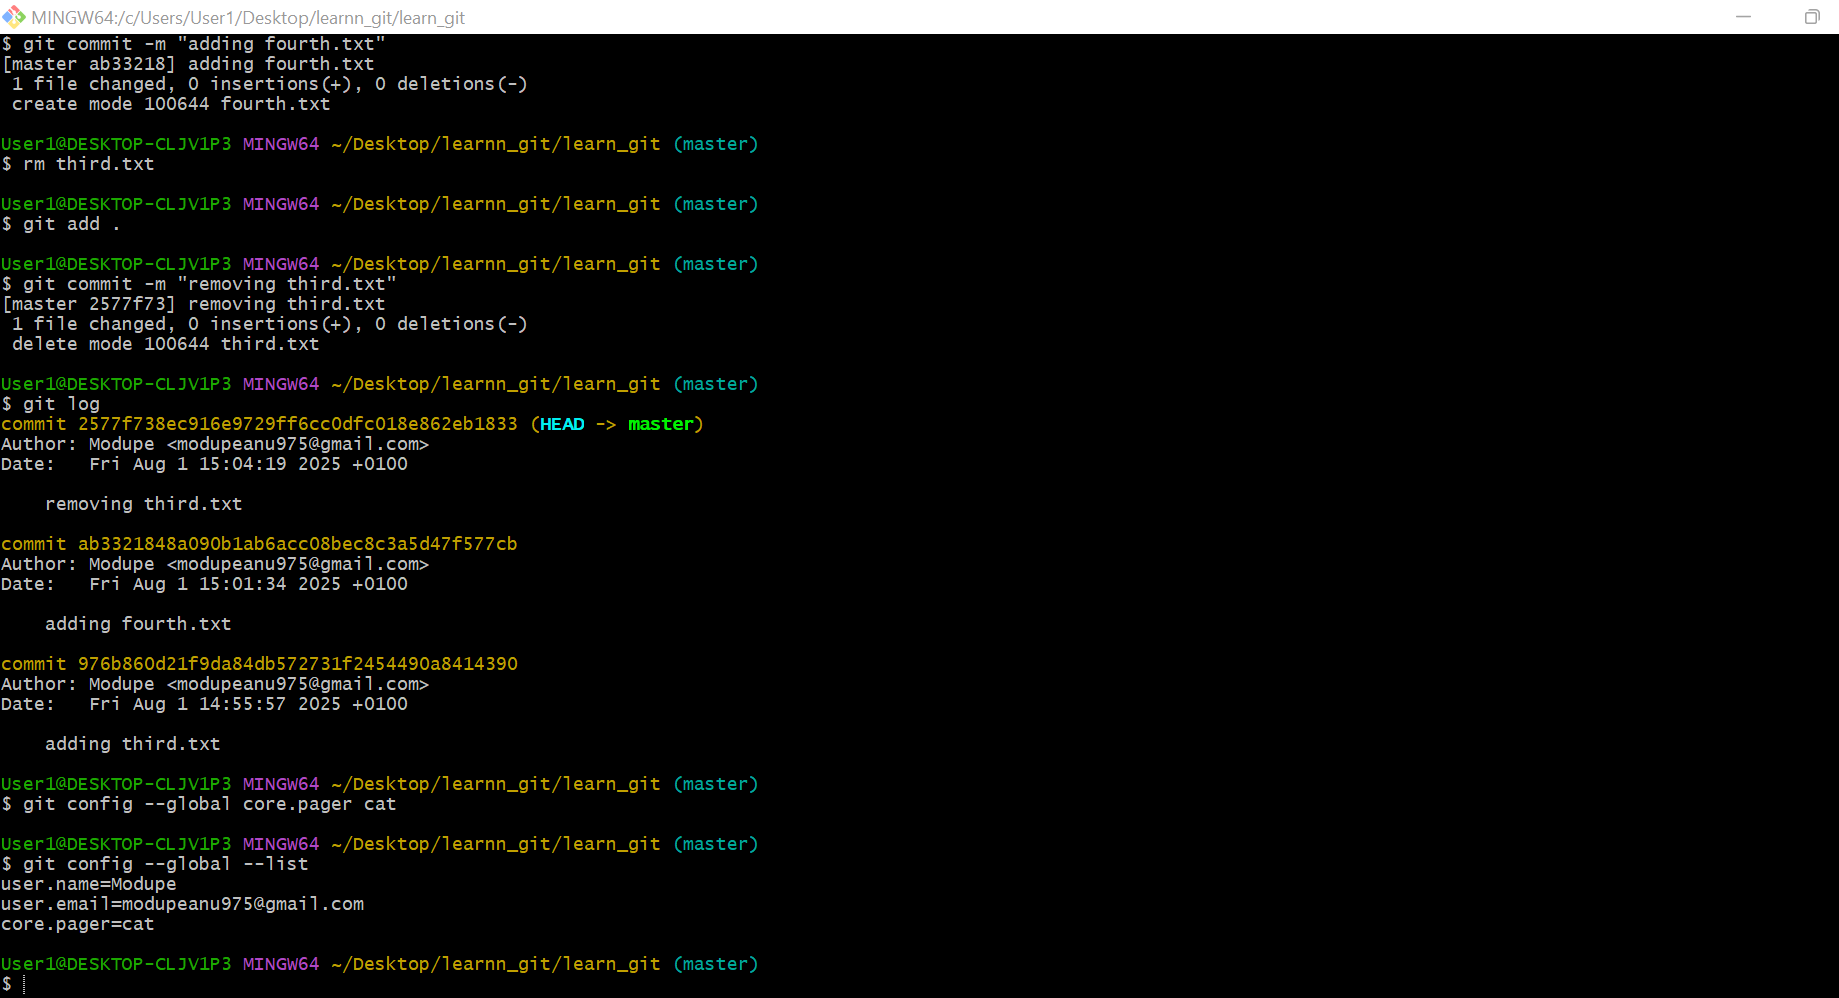 MINGW64:/c/Users/User1/Desktop/learnn_git/learn_git
$ git commit -m "adding fourth.txt"
[master ab33218] adding fourth.txt
 1 file changed, 0 insertions(+), 0 deletions(-)
 create mode 100644 fourth.txt
User1@DESKTOP-CLJV1P3 MINGW64 ~/Desktop/learnn_git/learn_git (master)
$ rm third.txt
User1@DESKTOP-CLJV1P3 MINGW64 ~/Desktop/learnn_git/learn_git (master)
$ git add .
User1@DESKTOP-CLJV1P3 MINGW64 ~/Desktop/learnn_git/learn_git (master)
$ git commit -m "removing third.txt"
[master 2577f73] removing third.txt
 1 file changed, 0 insertions(+), 0 deletions(-)
 delete mode 100644 third.txt
User1@DESKTOP-CLJV1P3 MINGW64 ~/Desktop/learnn_git/learn_git (master)
$ git log
commit 2577f738ec916e9729ff6cc0dfc018e862eb1833 (HEAD -> master)
Author: Modupe <modupeanu975@gmail.com>
Date:   Fri Aug 1 15:04:19 2025 +0100
    removing third.txt
commit ab3321848a090b1ab6acc08bec8c3a5d47f577cb
Author: Modupe <modupeanu975@gmail.com>
Date:   Fri Aug 1 15:01:34 2025 +0100
    adding fourth.txt
commit 976b860d21f9da84db572731f2454490a8414390
Author: Modupe <modupeanu975@gmail.com>
Date:   Fri Aug 1 14:55:57 2025 +0100
    adding third.txt
User1@DESKTOP-CLJV1P3 MINGW64 ~/Desktop/learnn_git/learn_git (master)
$ git config --global core.pager cat
User1@DESKTOP-CLJV1P3 MINGW64 ~/Desktop/learnn_git/learn_git (master)
$ git config --global --list
user.name=Modupe
user.email=modupeanu975@gmail.com
core.pager=cat
User1@DESKTOP-CLJV1P3 MINGW64 ~/Desktop/learnn_git/learn_git (master)
$